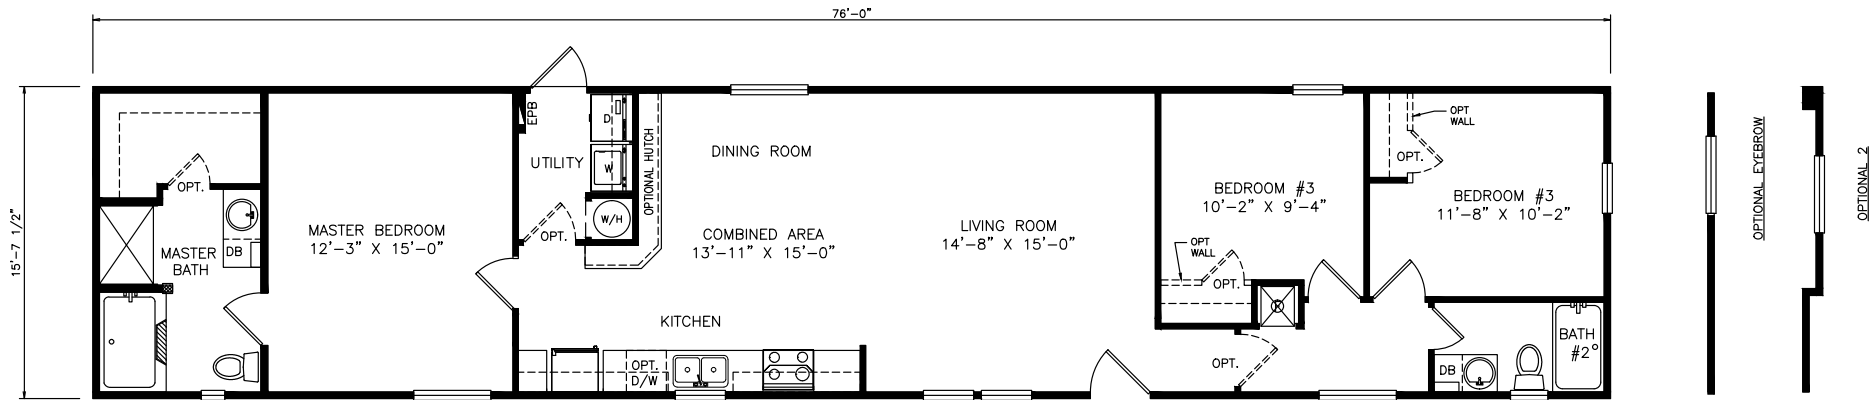 76'-0"
15'-7 1/2"
OPT.
MASTER
BATH
DB
MASTER BEDROOM
12'-3" X 15'-0"
EPB
UTILITY
D
W
W/H
OPT.
OPTIONAL HUTCH
DINING ROOM
COMBINED AREA
13'-11" X 15'-0"
KITCHEN
OPT.
D/W
LIVING ROOM
14'-8" X 15'-0"
BEDROOM #3
10'-2" X 9'-4"
OPT
WALL
OPT.
OPT.
OPT
WALL
OPT.
BEDROOM #3
11'-8" X 10'-2"
DB
BATH
#2
OPTIONAL EYEBROW
OPTIONAL 2